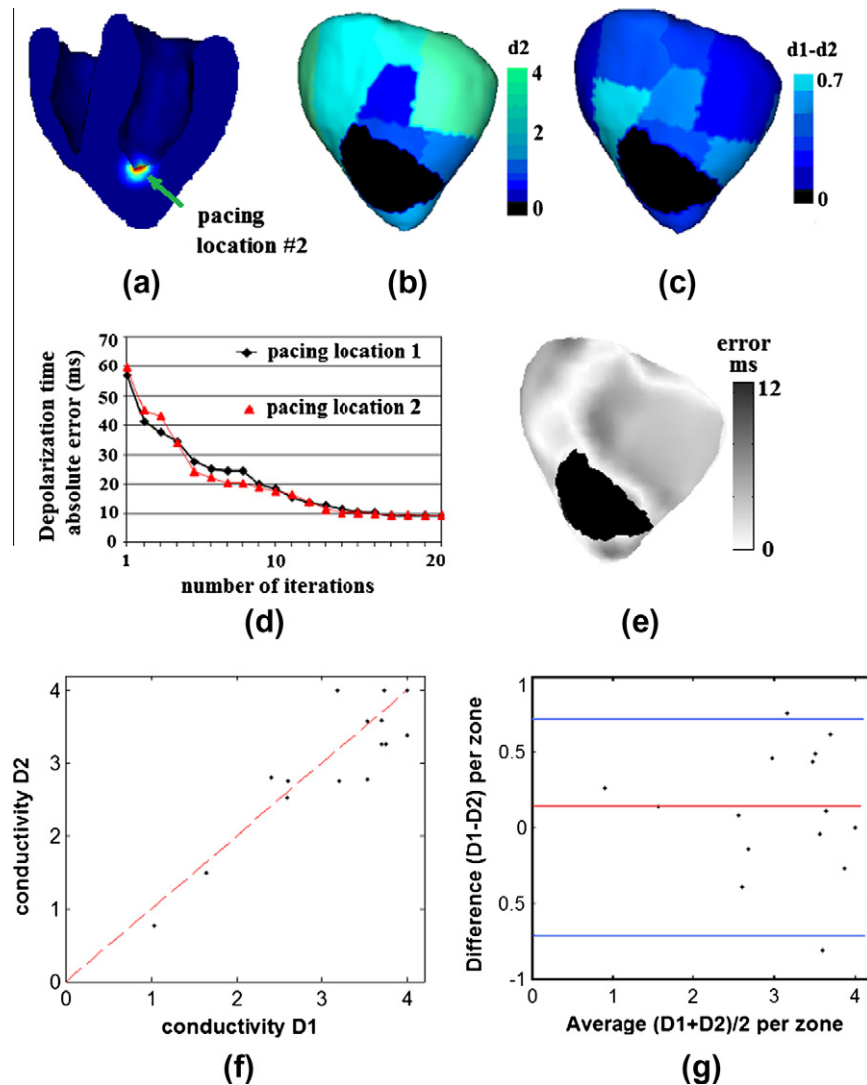 pacing
location #2
(a)
d2
4
2
0
(b)
d1-d2
0.7
0
(c)
Depolarization time
absolute error (ms)
70
60
50
40
30
20
10
0
pacing location 1
pacing location 2
1
10
20
number of iterations
(d)
error
ms
12
0
(e)
conductivity D2
4
3
2
1
0
0
1
2
3
4
conductivity D1
(f)
Difference (D1-D2) per zone
1
0.5
0
0.5
-1
0
1
2
3
4
Average (D1+D2)/2 per zone
(g)